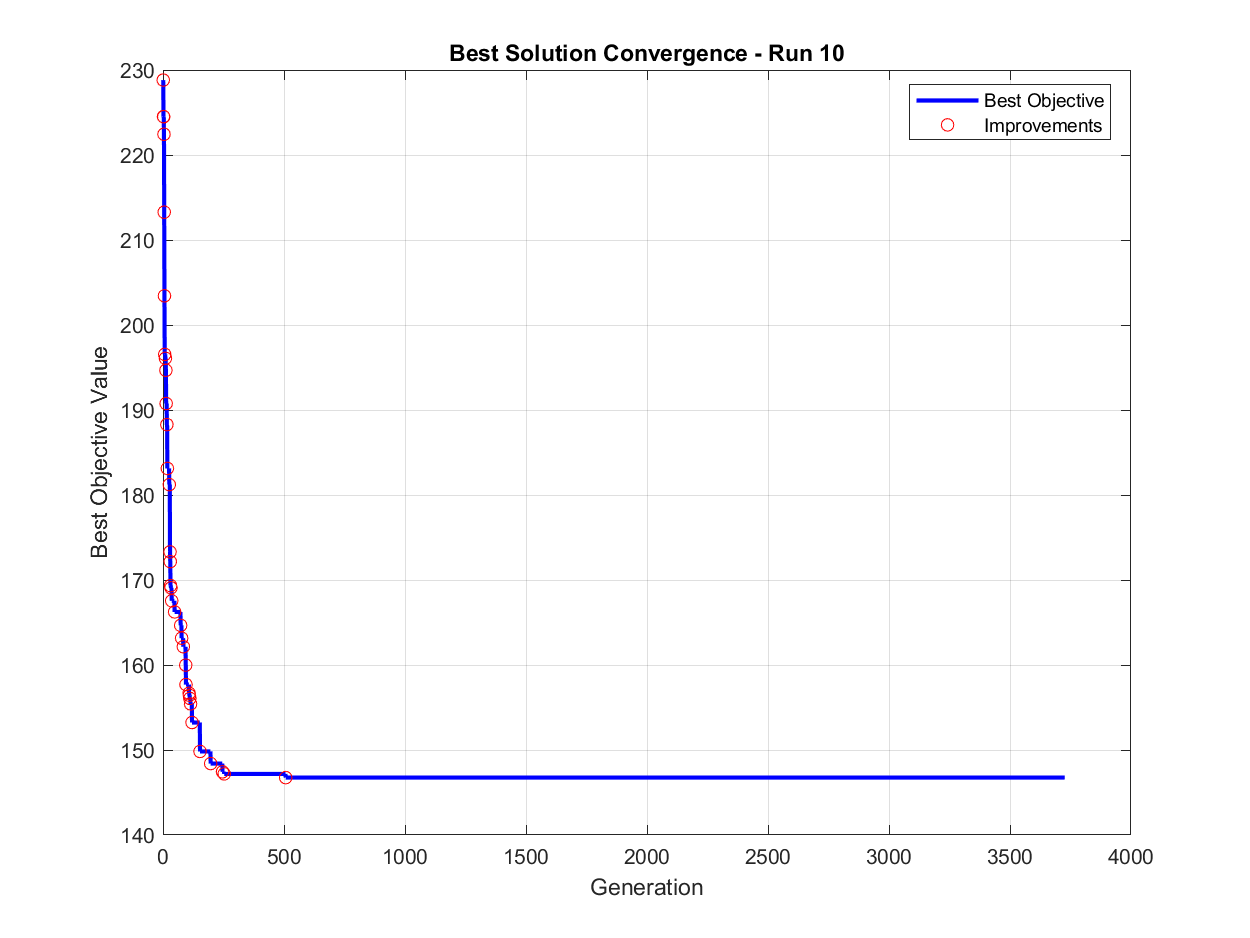 Best Solution Convergence - Run 10
Best Objective
Improvements
230
220
210
200
190
180
170
160
150
140
Best Objective Value
0 500 1000 1500 2000 2500 3000 3500 4000
Generation